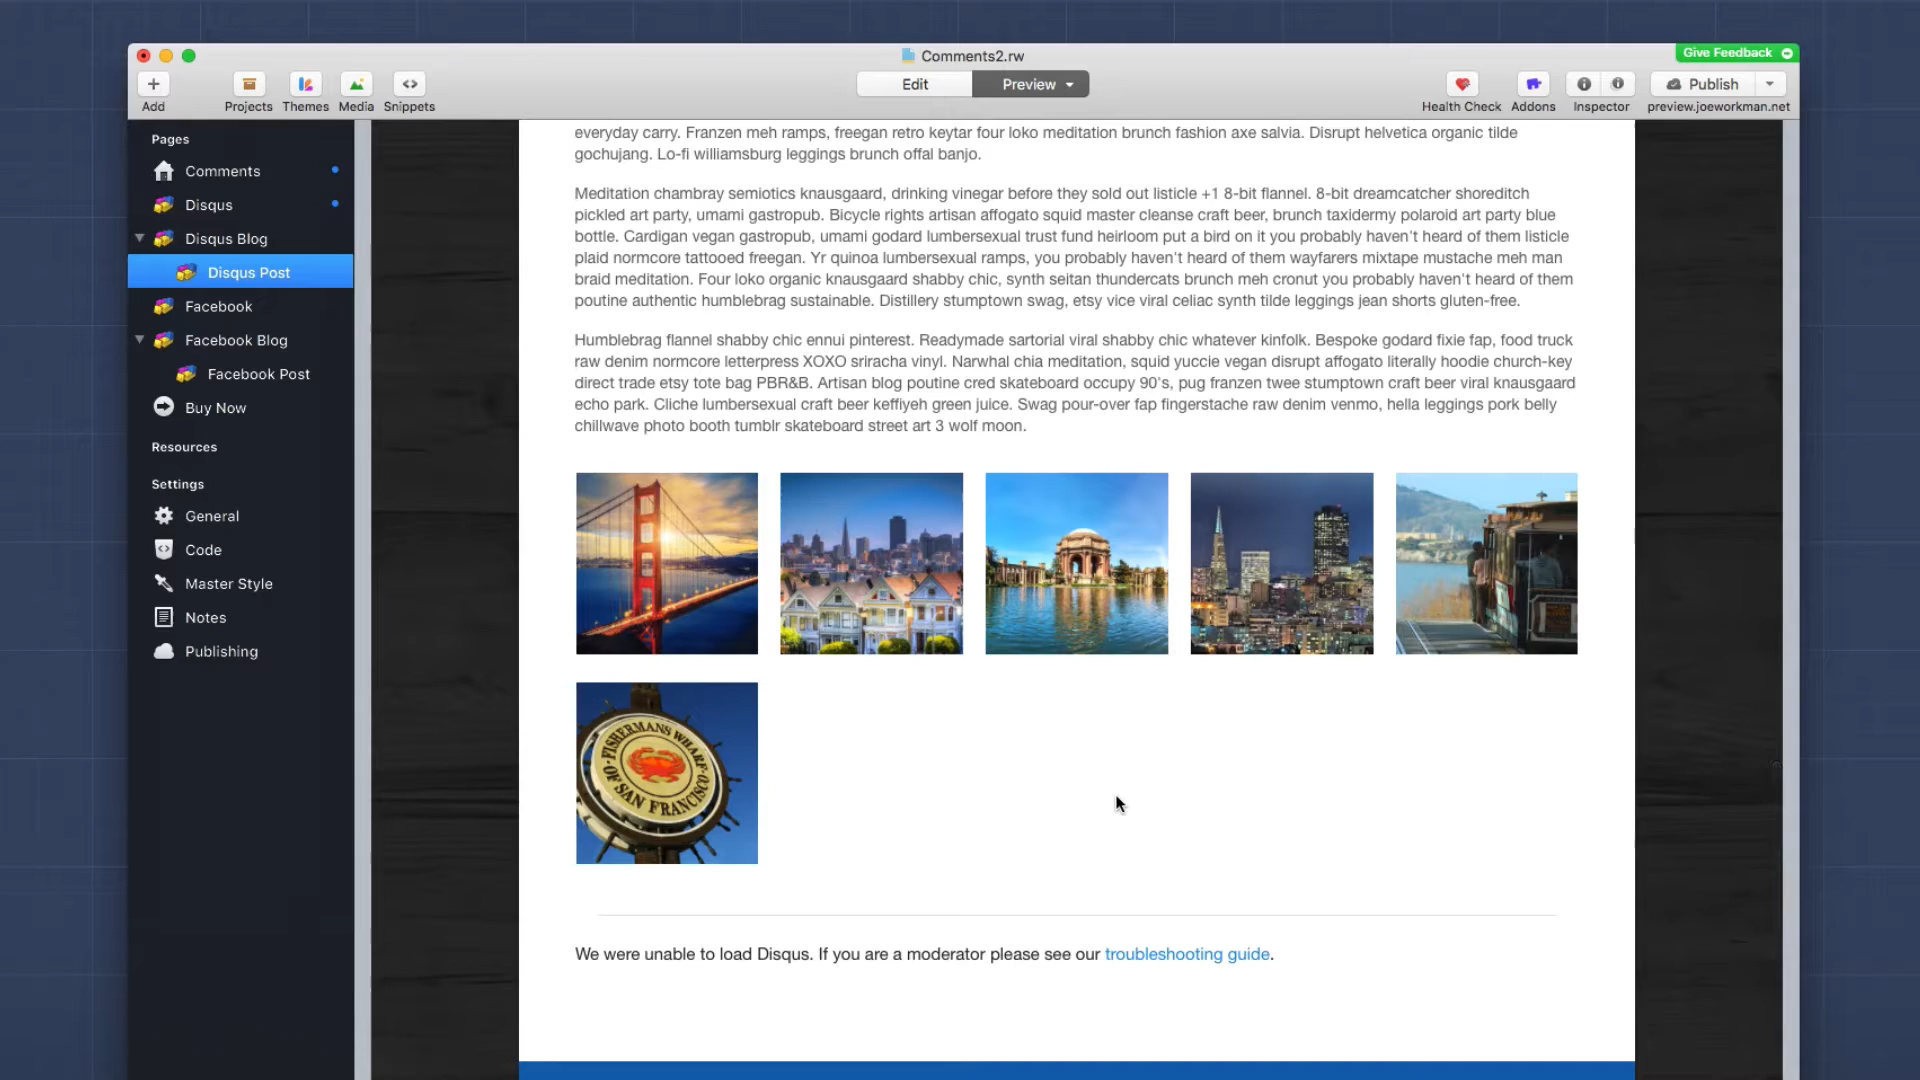 Comments2.rw
Give Feedback
Edit
Preview
Publish
Add
Projects
Themes
Media
Snippets
Health Check
Addons
Inspector
preview.joeworkman.net
Pages
Comments
Disqus
Disqus Blog
Disqus Post
Facebook
Facebook Blog
Facebook Post
Buy Now
Resources
Settings
General
Code
Master Style
Notes
Publishing
everyday carry. Franzen meh ramps, freegan retro keytar four loko meditation brunch fashion axe salvia. Disrupt helvetica organic tilde
gochujang. Lo-fi williamsburg leggings brunch offal banjo.
Meditation chambray semiotics knausgaard, drinking vinegar before they sold out listicle +1 8-bit flannel. 8-bit dreamcatcher shoreditch
pickled art party, umami gastropub. Bicycle rights artisan affogato squid master cleanse craft beer, brunch taxidermy polaroid art party blue
bottle. Cardigan vegan gastropub, umami godard lumbersexual trust fund heirloom put a bird on it you probably haven't heard of them listicle
plaid normcore tattooed freegan. Yr quinoa lumbersexual ramps, you probably haven't heard of them wayfarers mixtape mustache meh man
braid meditation. Four loko organic knausgaard shabby chic, synth seitan thundercats brunch meh cronut you probably haven't heard of them
poutine authentic humblebrag sustainable. Distillery stumptown swag, etsy vice viral celiac synth tilde leggings jean shorts gluten-free.
Humblebrag flannel shabby chic ennui pinterest. Readymade sartorial viral shabby chic whatever kinfolk. Bespoke godard fixie fap, food truck
raw denim normcore letterpress XOXO sriracha vinyl. Narwhal chia meditation, squid yuccie vegan disrupt affogato literally hoodie church-key
direct trade etsy tote bag PBR&B. Artisan blog poutine cred skateboard occupy 90's, pug franzen twee stumptown craft beer viral knausgaard
echo park. Cliche lumbersexual craft beer keffiyeh green juice. Swag pour-over fap fingerstache raw denim venmo, hella leggings pork belly
chillwave photo booth tumblr skateboard street art 3 wolf moon.
FISHERMANS WHARF
OF SAN FRANCISCO
We were unable to load Disqus. If you are a moderator please see our troubleshooting guide.